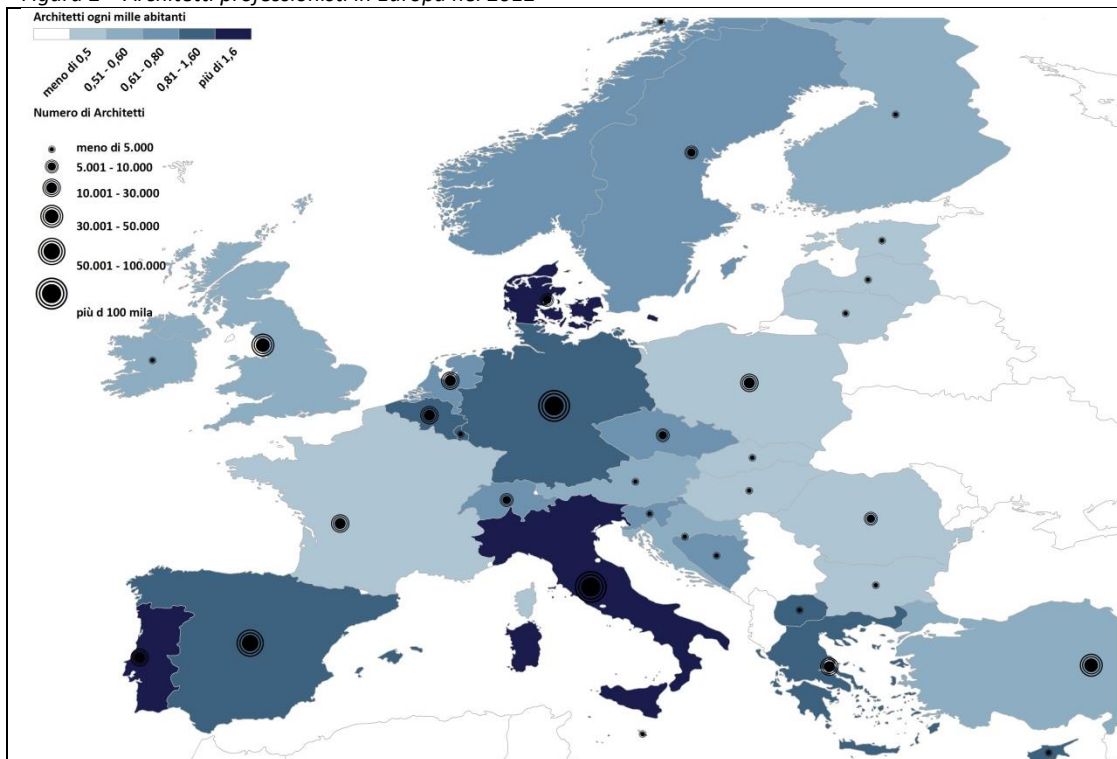 Architetti ogni mille abitanti
meno di 0,5
0,51 - 0,60
0,61 - 0,80
0,81 - 1,60
più di 1,6
Numero di Architetti
meno di 5.000
5.001 - 10.000
10.001 - 30.000
30.001 - 50.000
50.001 - 100.000
più d 100 mila